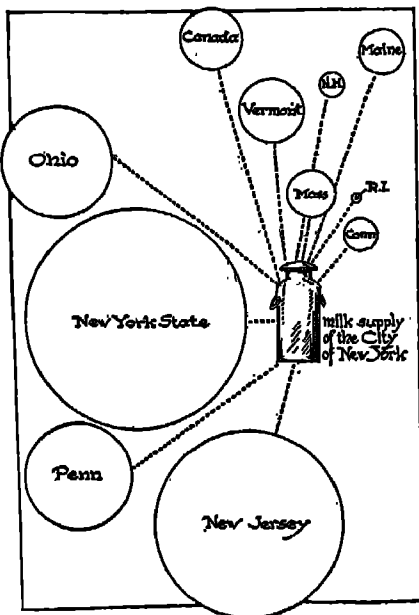 Canada
Maine
N.H.
Vermont
Ohio
Mass
R.I.
Conn
New York State
milk supply
of the City
of New York
Penn
New Jersey